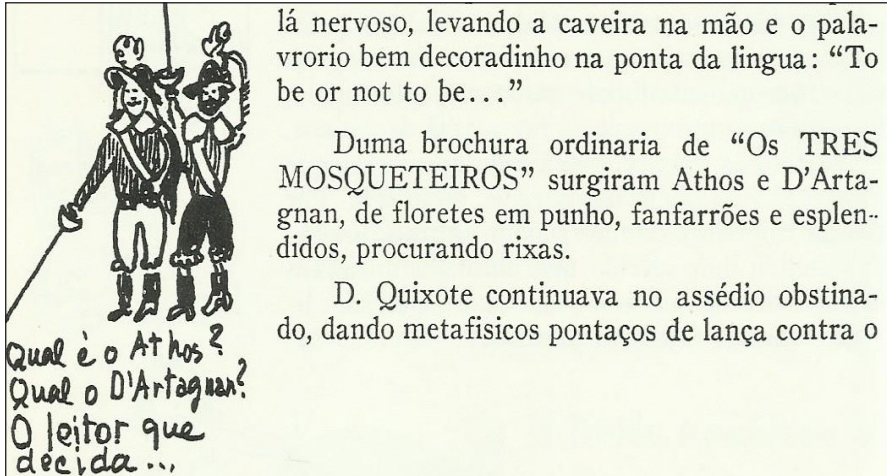 lá nervoso, levando a caveira na mão e o pala-
vrorio bem decoradinho na ponta da lingua: “To
be or not to be...”
Duma brochura ordinaria de “Os TRES
MOSQUETEIROS” surgiram Athos e D’Arta-
gnan, de floretes em punho, fanfarrões e esplen-
didos, procurando rixas.
D. Quixote continuava no assédio obstina-
do, dando metafisicos pontaços de lança contra o
Qual é o Athos?
Qual o D'Artagnan?
O leitor que
decida...